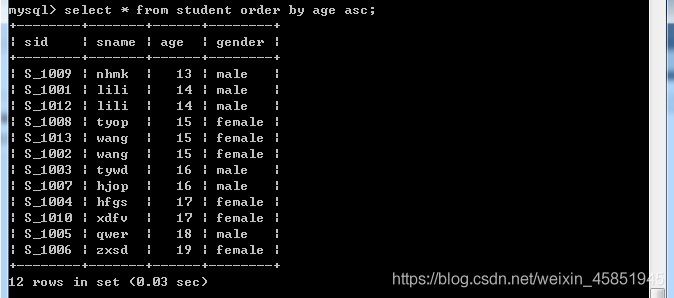 mysql> select * from student order by age asc;
+--------+-------+------+--------+
| sid    | sname | age  | gender |
+--------+-------+------+--------+
| S_1009 | nhmk  |   13 | male   |
| S_1001 | lili  |   14 | male   |
| S_1012 | lili  |   14 | male   |
| S_1008 | tyop  |   15 | female |
| S_1013 | wang  |   15 | female |
| S_1002 | wang  |   15 | female |
| S_1003 | tywd  |   16 | male   |
| S_1007 | hjop  |   16 | male   |
| S_1004 | hfgs  |   17 | female |
| S_1010 | xdfv  |   17 | female |
| S_1005 | qwer  |   18 | male   |
| S_1006 | zxsd  |   19 | female |
+--------+-------+------+--------+
12 rows in set (0.03 sec)
https://blog.csdn.net/weixin_45851945